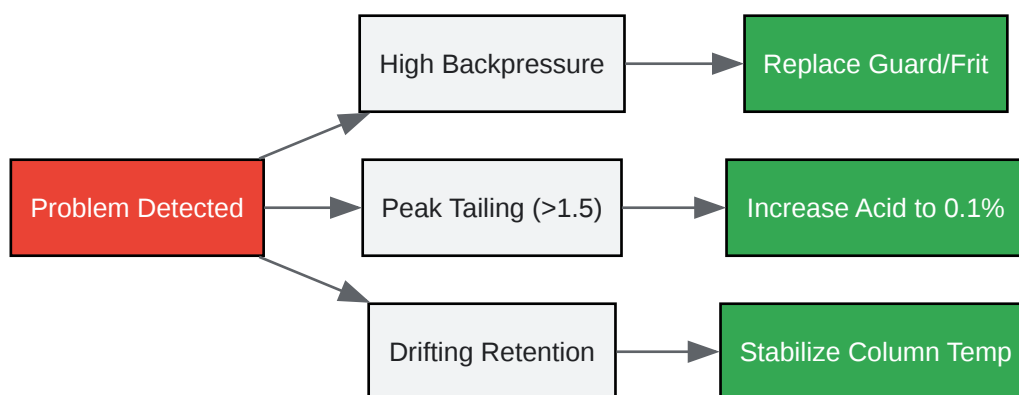 High Backpressure
Replace Guard/Frit
Problem Detected
Peak Tailing (>1.5)
Increase Acid to 0.1%
Drifting Retention
Stabilize Column Temp